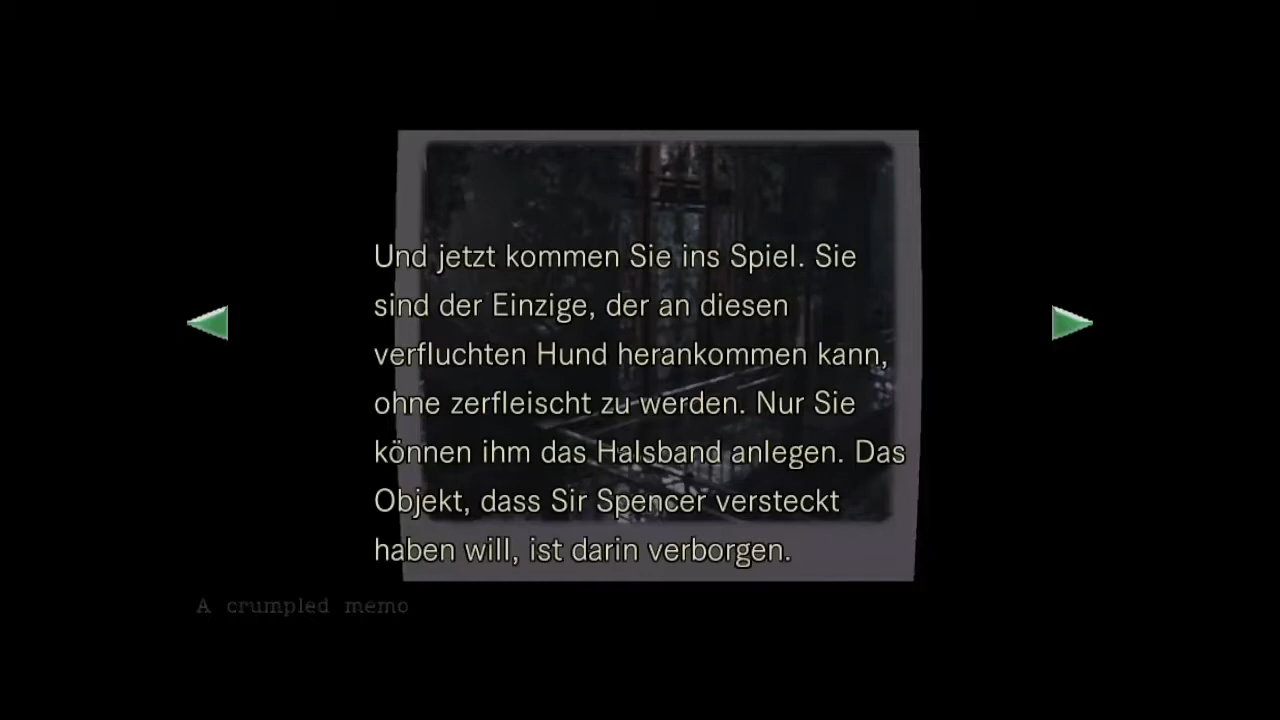 Und jetzt kommen Sie ins Spiel. Sie
sind der Einzige, der an diesen
verfluchten Hund herankommen kann,
ohne zerfleischt zu werden. Nur Sie
können ihm das Halsband anlegen. Das
Objekt, dass Sir Spencer versteckt
haben will, ist darin verborgen.
A crumpled memo